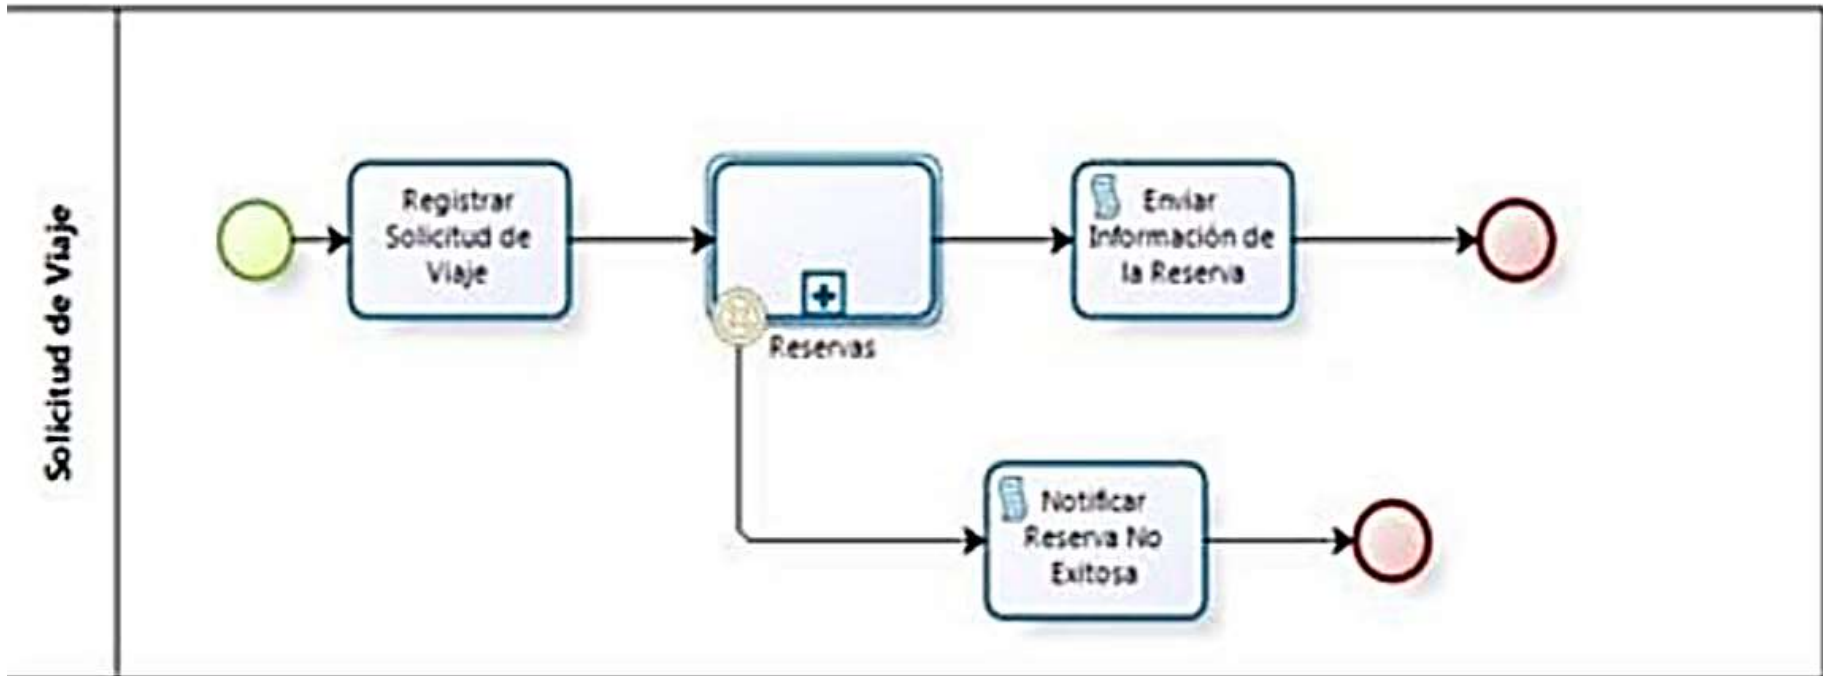 Solicitud de Viaje
Registrar
Solicitud de
Viaje
Reservas
Enviar
Información de
la Reserva
Notificar
Reserva No
Exitosa